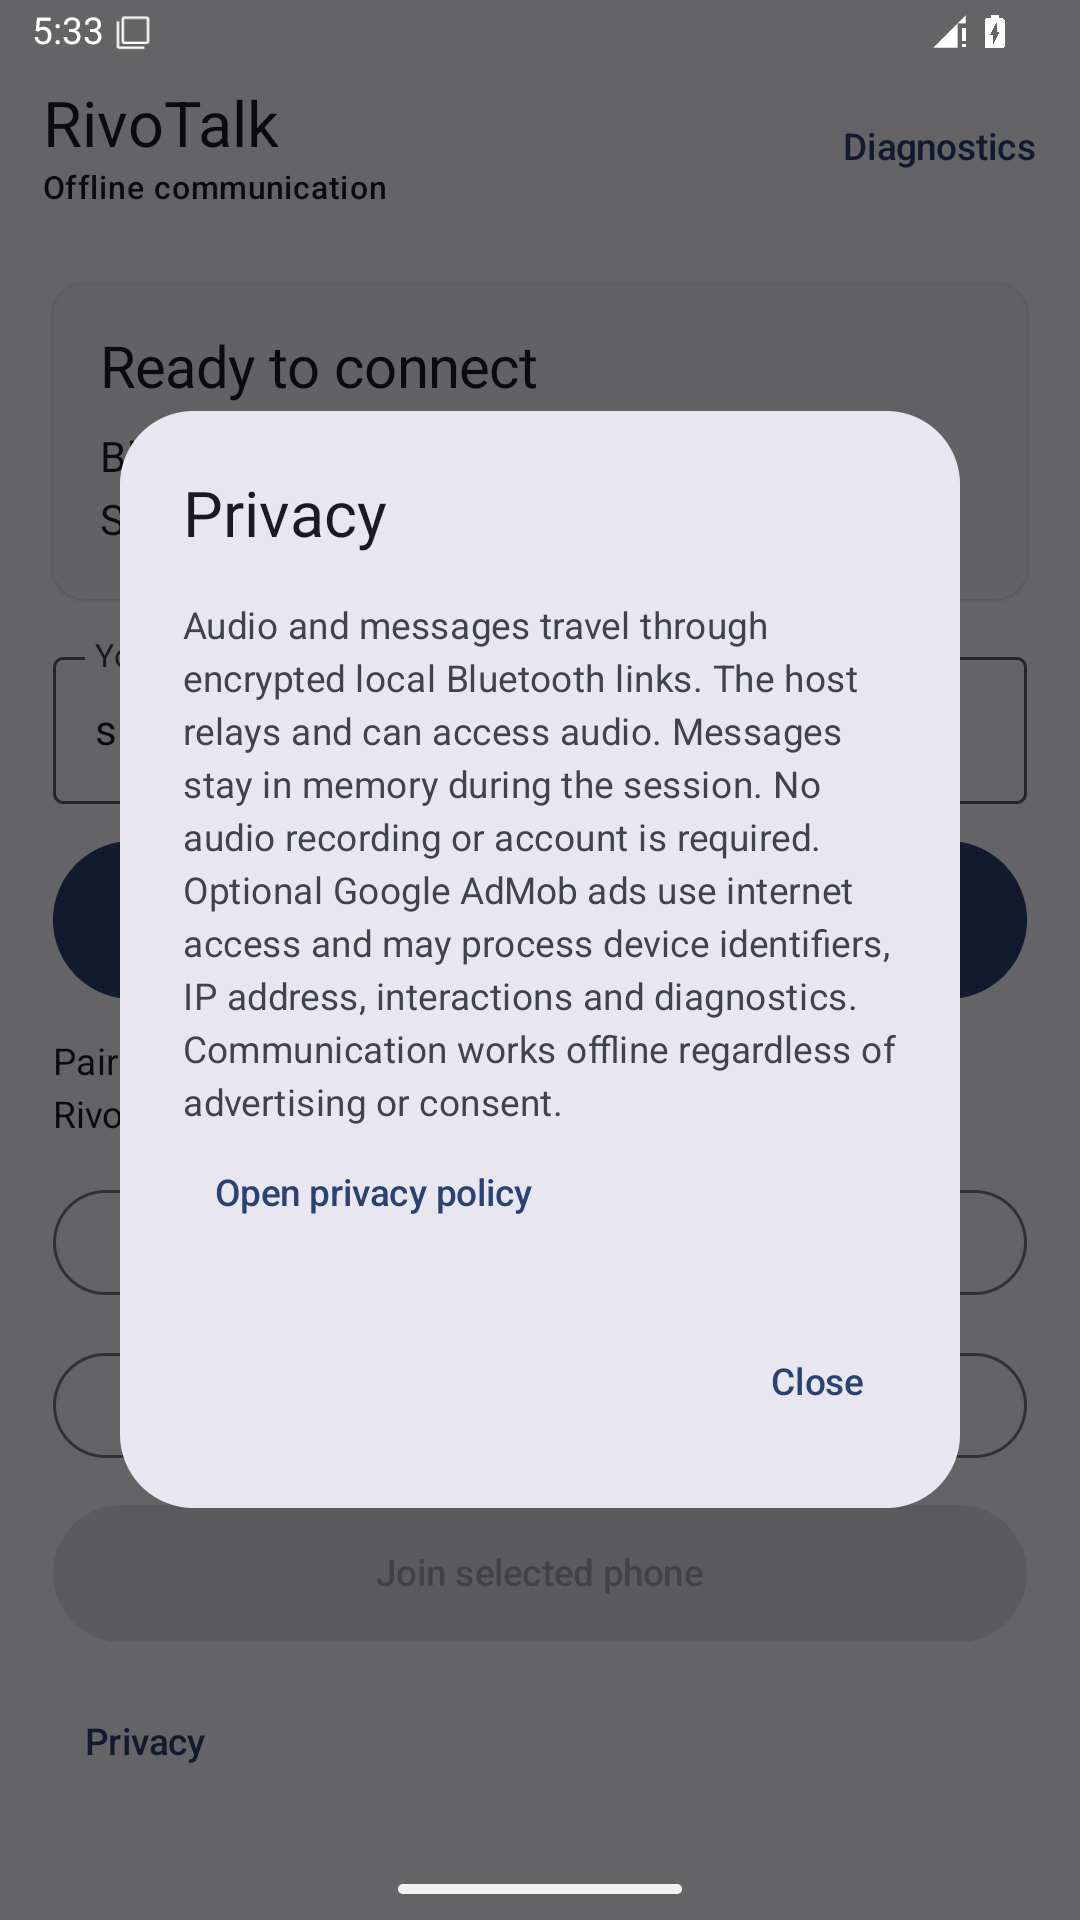 5:33
RivoTalk
Offline communication
Diagnostics
Ready to connect
Privacy
Audio and messages travel through
encrypted local Bluetooth links. The host
relays and can access audio. Messages
stay in memory during the session. No
audio recording or account is required.
Optional Google AdMob ads use internet
access and may process device identifiers,
IP address, interactions and diagnostics.
Communication works offline regardless of
advertising or consent.
Open privacy policy
Close
Join selected phone
Privacy